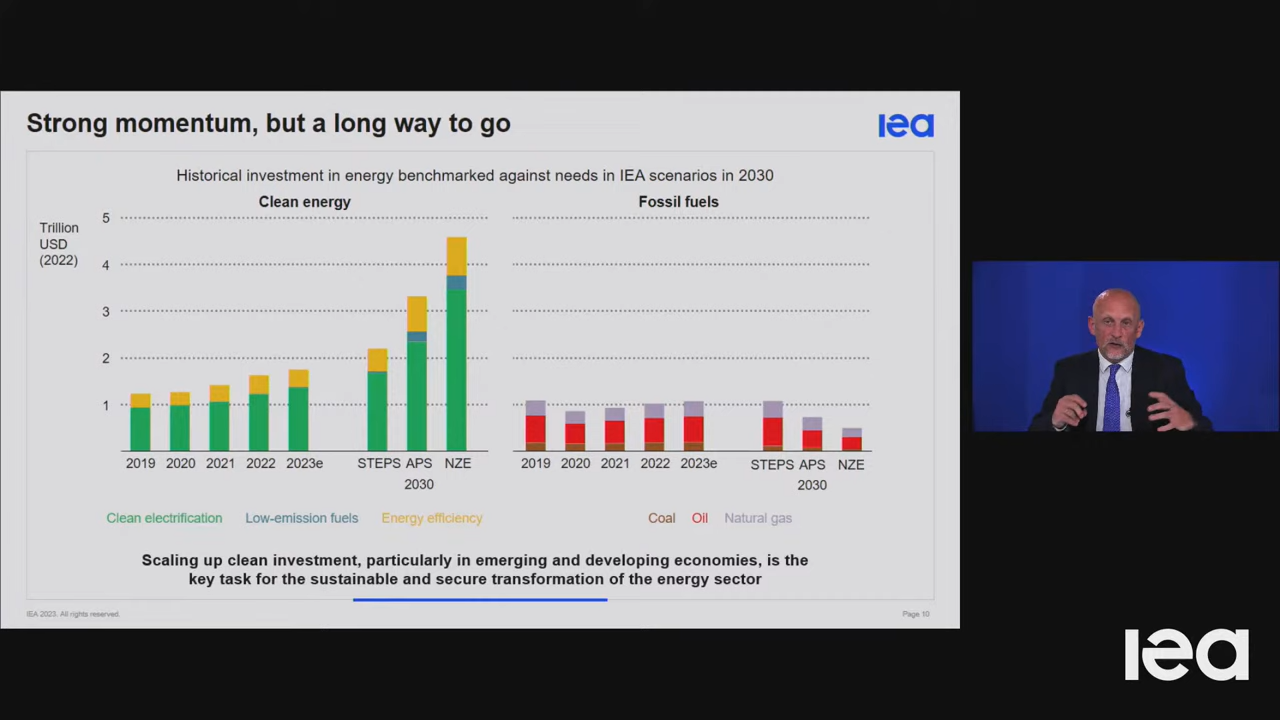 Strong momentum, but a long way to go
iea
Historical investment in energy benchmarked against needs in IEA scenarios in 2030
Clean energy
Fossil fuels
Trillion
USD
(2022)
5
4
3
2
1
2019 2020 2021 2022 2023e STEPS APS NZE
2030
2019 2020 2021 2022 2023e STEPS APS NZE
2030
Clean electrification Low-emission fuels Energy efficiency
Coal Oil Natural gas
Scaling up clean investment, particularly in emerging and developing economies, is the
key task for the sustainable and secure transformation of the energy sector
IEA 2023. All rights reserved.
Page 10
iea